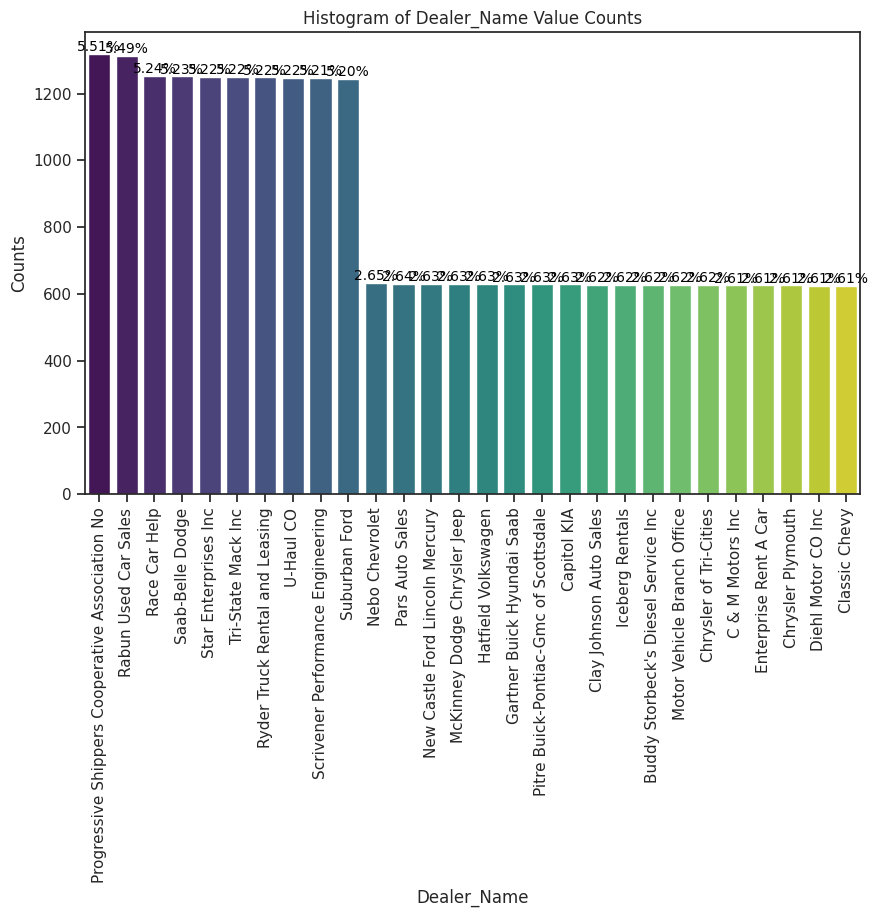 Histogram of Dealer_Name Value Counts
5.51%
5.49%
5.24%
5.23%
5.22%
5.22%
5.22%
5.22%
5.21%
5.20%
2.65%
2.64%
2.63%
2.63%
2.63%
2.63%
2.63%
2.63%
2.62%
2.62%
2.62%
2.62%
2.62%
2.61%
2.61%
2.61%
2.61%
2.61%
1200
1000
800
600
400
200
0
Counts
Progressive Shippers Cooperative Association No
Rabun Used Car Sales
Race Car Help
Saab-Belle Dodge
Star Enterprises Inc
Tri-State Mack Inc
Ryder Truck Rental and Leasing
U-Haul CO
Scrivener Performance Engineering
Suburban Ford
Nebo Chevrolet
Pars Auto Sales
New Castle Ford Lincoln Mercury
McKinney Dodge Chrysler Jeep
Hatfield Volkswagen
Gartner Buick Hyundai Saab
Pitre Buick-Pontiac-Gmc of Scottsdale
Capitol KIA
Clay Johnson Auto Sales
Iceberg Rentals
Buddy Storbeck's Diesel Service Inc
Motor Vehicle Branch Office
Chrysler of Tri-Cities
C & M Motors Inc
Enterprise Rent A Car
Chrysler Plymouth
Diehl Motor CO Inc
Classic Chevy
Dealer_Name